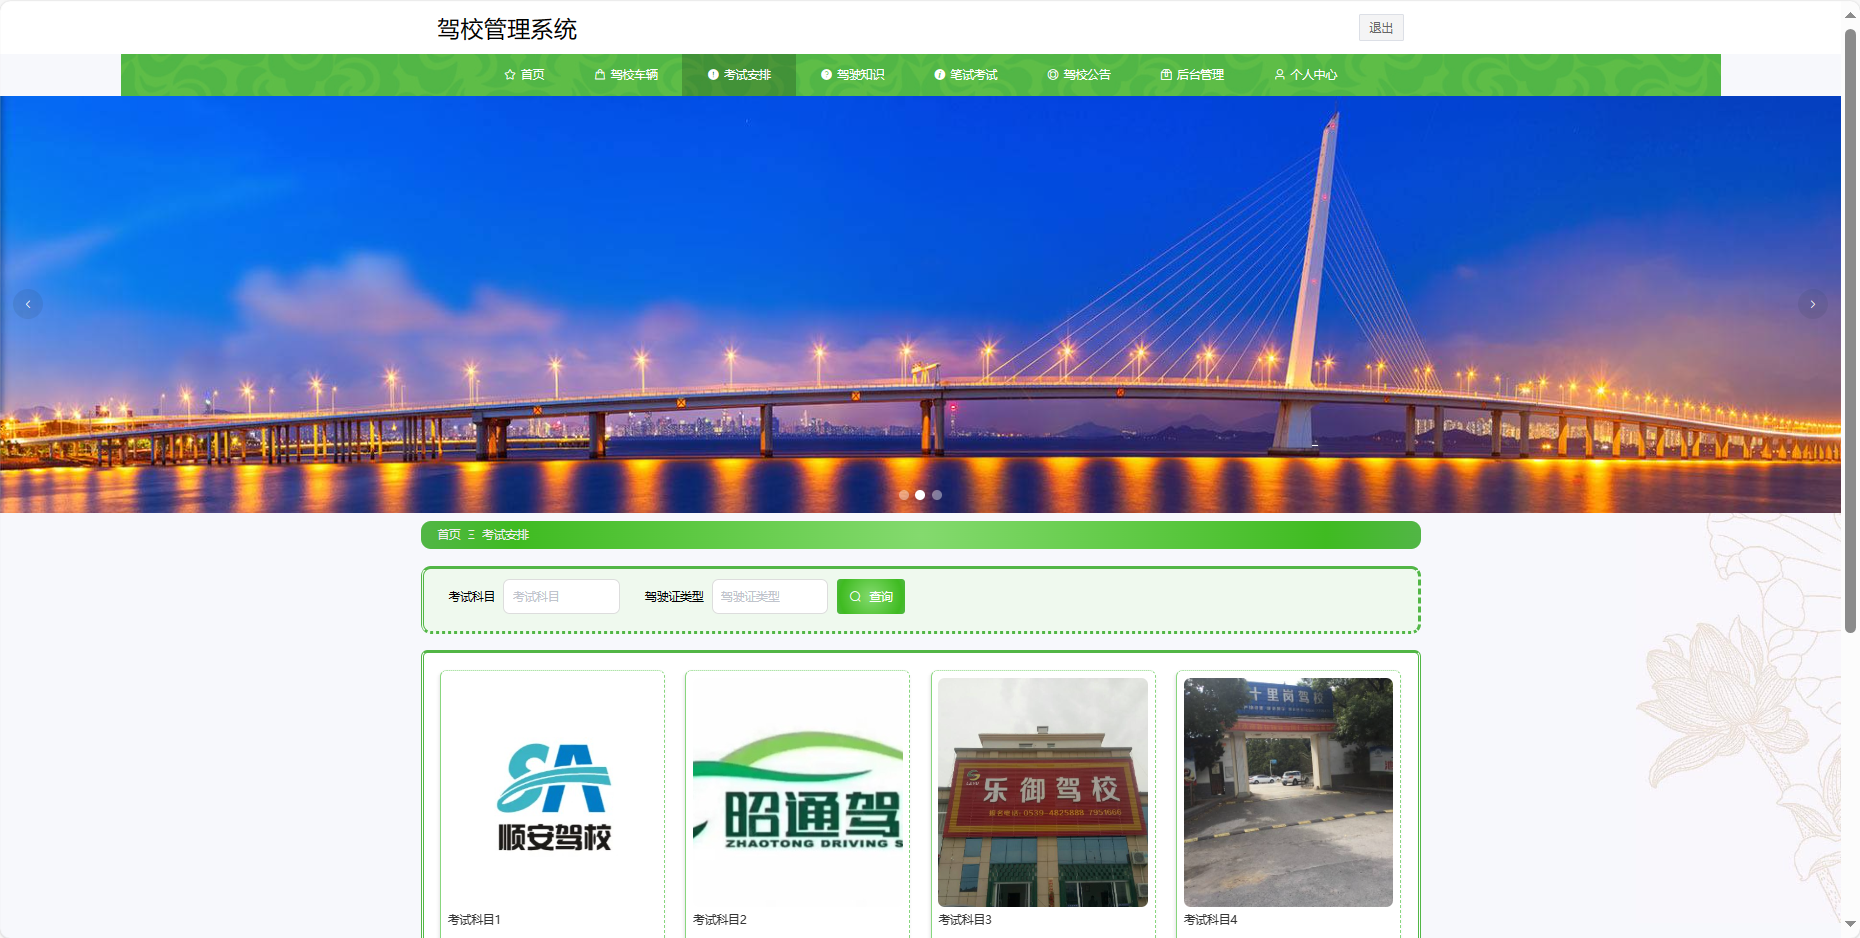 驾校管理系统
退出
首页 驾校车辆 考试安排 驾驶知识 笔试考试 驾校公告 后台管理 个人中心
首页 Ξ 考试安排
考试科目 考试科目 驾驶证类型 驾驶证类型 查询
SA
顺安驾校
昭通驾
ZHAOTONG DRIVING S
乐御驾校
报名电话: 0539-4825888 7951666
十里岗驾校
考试科目1
考试科目2
考试科目3
考试科目4